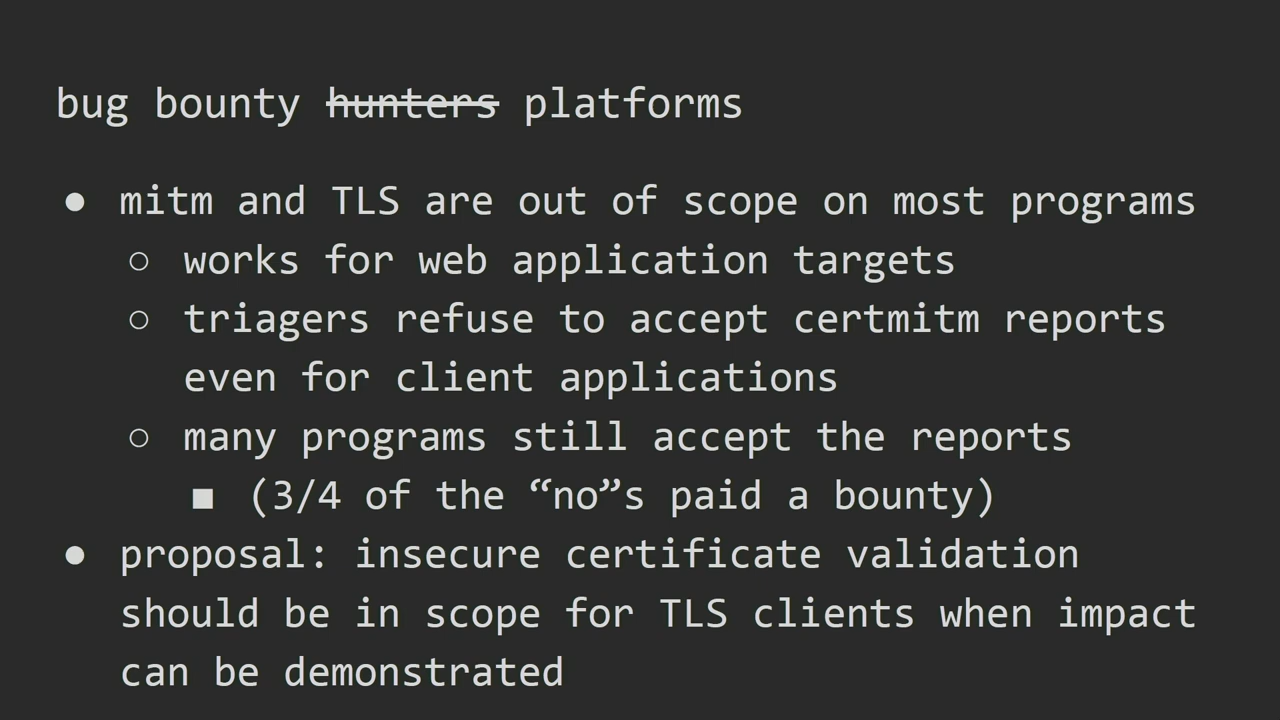 bug bounty hunters platforms
● mitm and TLS are out of scope on most programs
○ works for web application targets
○ triagers refuse to accept certmitm reports
even for client applications
○ many programs still accept the reports
■ (3/4 of the “no”s paid a bounty)
● proposal: insecure certificate validation
should be in scope for TLS clients when impact
can be demonstrated